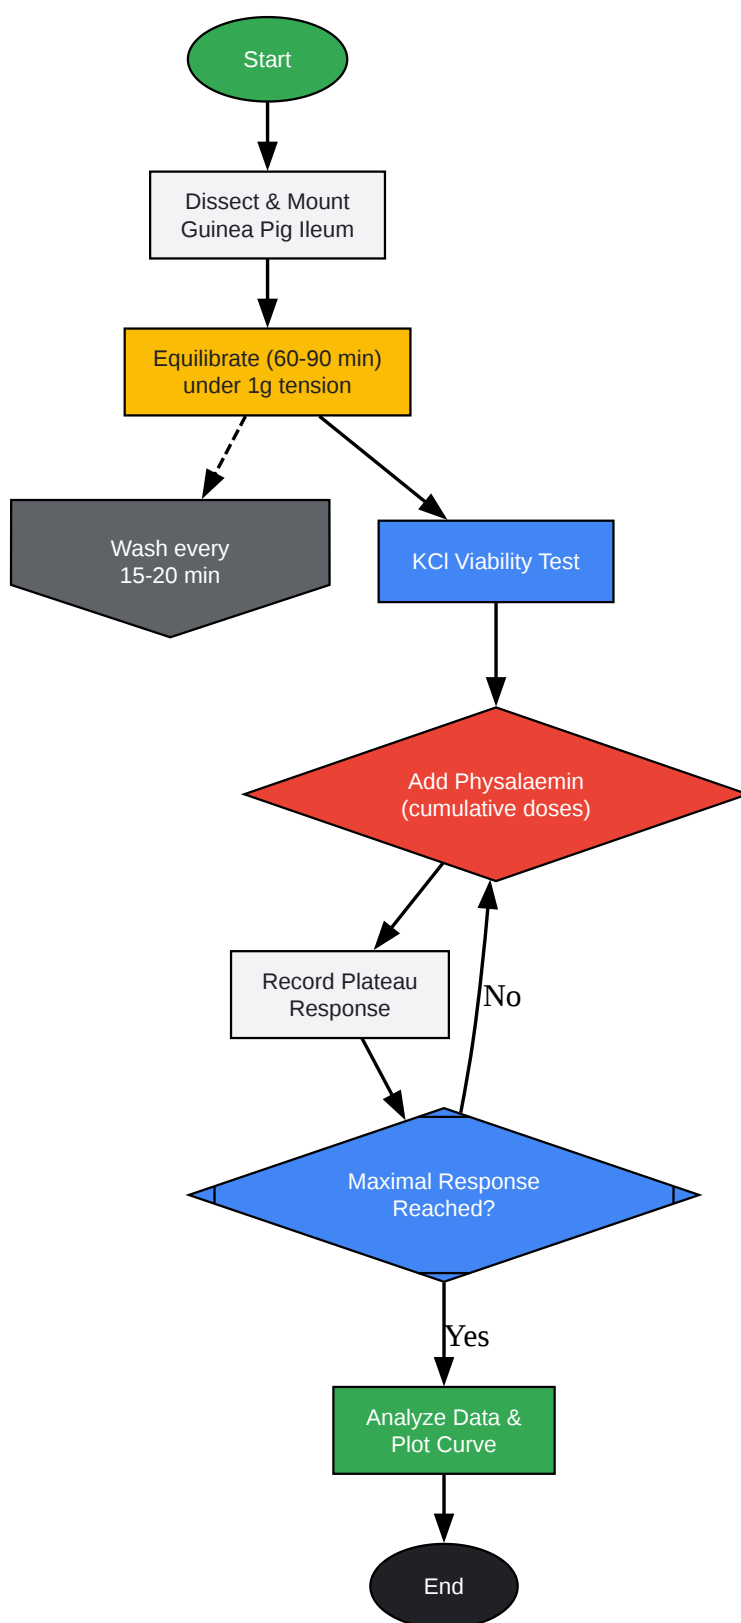 Start
Dissect & Mount
Guinea Pig Ileum
Equilibrate (60-90 min)
under 1g tension
Wash every
15-20 min
KCl Viability Test
Add Physalaemin
(cumulative doses)
Record Plateau
Response
No
Maximal Response
Reached?
Yes
Analyze Data &
Plot Curve
End